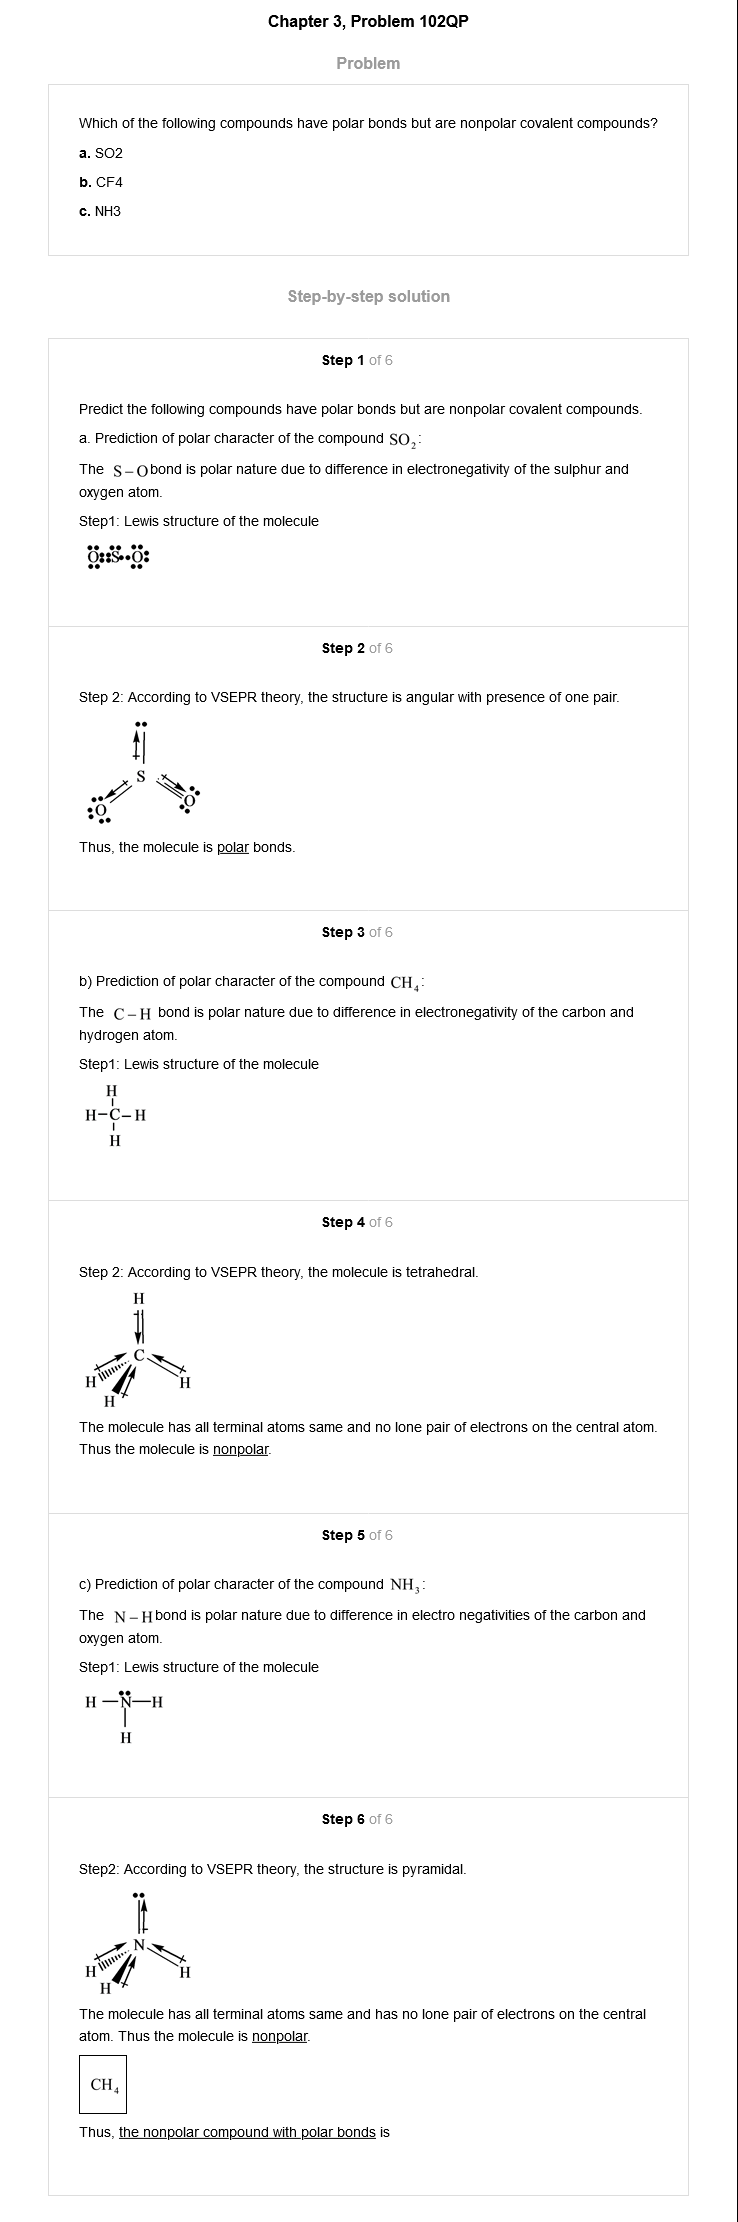 Chapter 3, Problem 102QP
Problem
Which of the following compounds have polar bonds but are nonpolar covalent compounds?
a. SO2
b. CF4
c. NH3
Step-by-step solution
Step 1 of 6
Predict the following compounds have polar bonds but are nonpolar covalent compounds.
a. Prediction of polar character of the compound SO₂:
The S – O bond is polar nature due to difference in electronegativity of the sulphur and
oxygen atom.
Step1: Lewis structure of the molecule
O S O
Step 2 of 6
Step 2: According to VSEPR theory, the structure is angular with presence of one pair.
S
O O
Thus, the molecule is polar bonds.
Step 3 of 6
b) Prediction of polar character of the compound CH₄:
The C – H bond is polar nature due to difference in electronegativity of the carbon and
hydrogen atom.
Step1: Lewis structure of the molecule
H
H–C–H
H
Step 4 of 6
Step 2: According to VSEPR theory, the molecule is tetrahedral.
H
C
H H
H
The molecule has all terminal atoms same and no lone pair of electrons on the central atom.
Thus the molecule is nonpolar.
Step 5 of 6
c) Prediction of polar character of the compound NH₃:
The N – H bond is polar nature due to difference in electro negativities of the carbon and
oxygen atom.
Step1: Lewis structure of the molecule
H —N—H
H
Step 6 of 6
Step2: According to VSEPR theory, the structure is pyramidal.
N
H H
H
The molecule has all terminal atoms same and has no lone pair of electrons on the central
atom. Thus the molecule is nonpolar.
CH₄
Thus, the nonpolar compound with polar bonds is